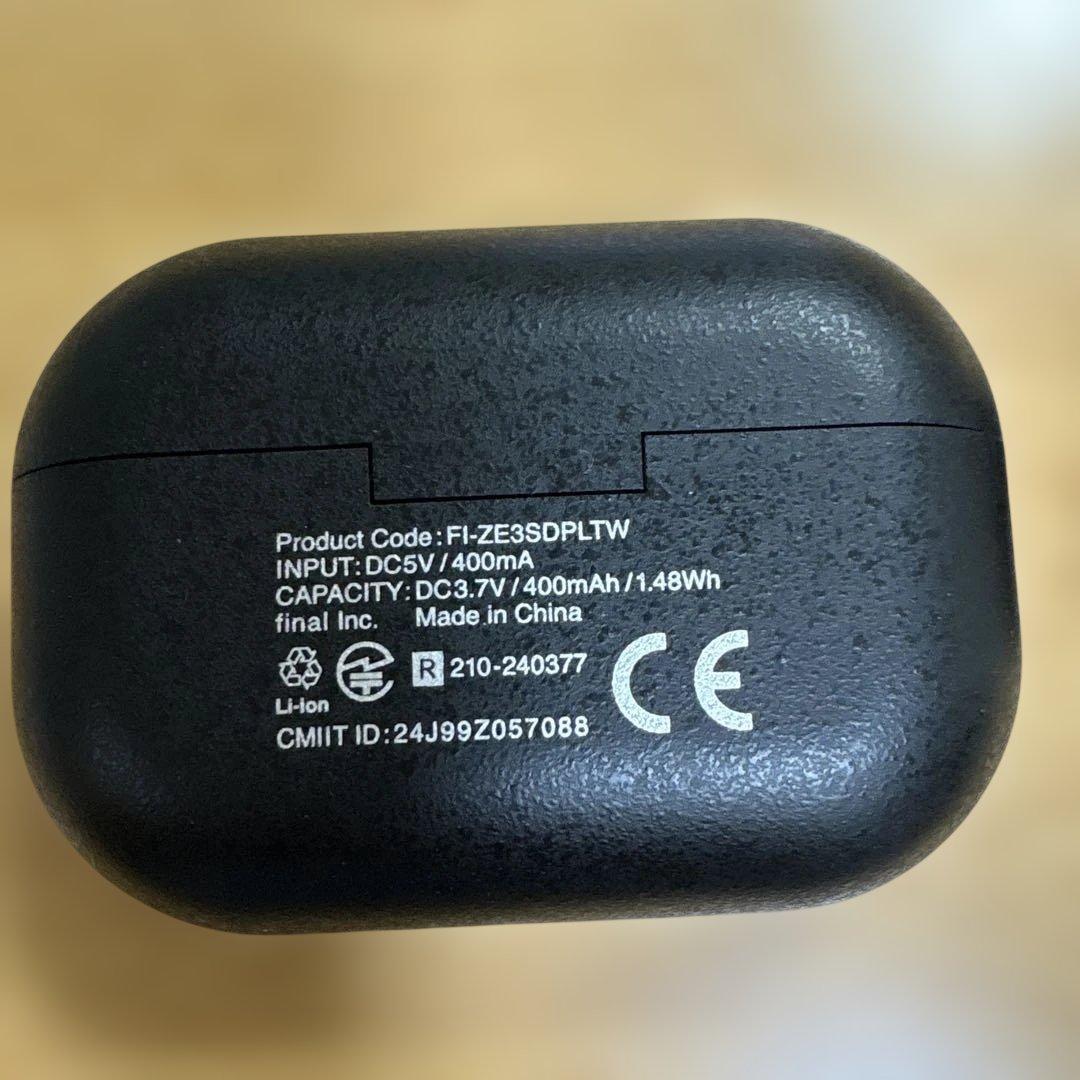 Product Code : FI-ZE3SDPLTW
INPUT: DC5V / 400mA
CAPACITY: DC3.7V / 400mAh / 1.48Wh
final Inc. Made in China
R 210-240377
Li-ion
CE
CMIIT ID : 24J99Z057088